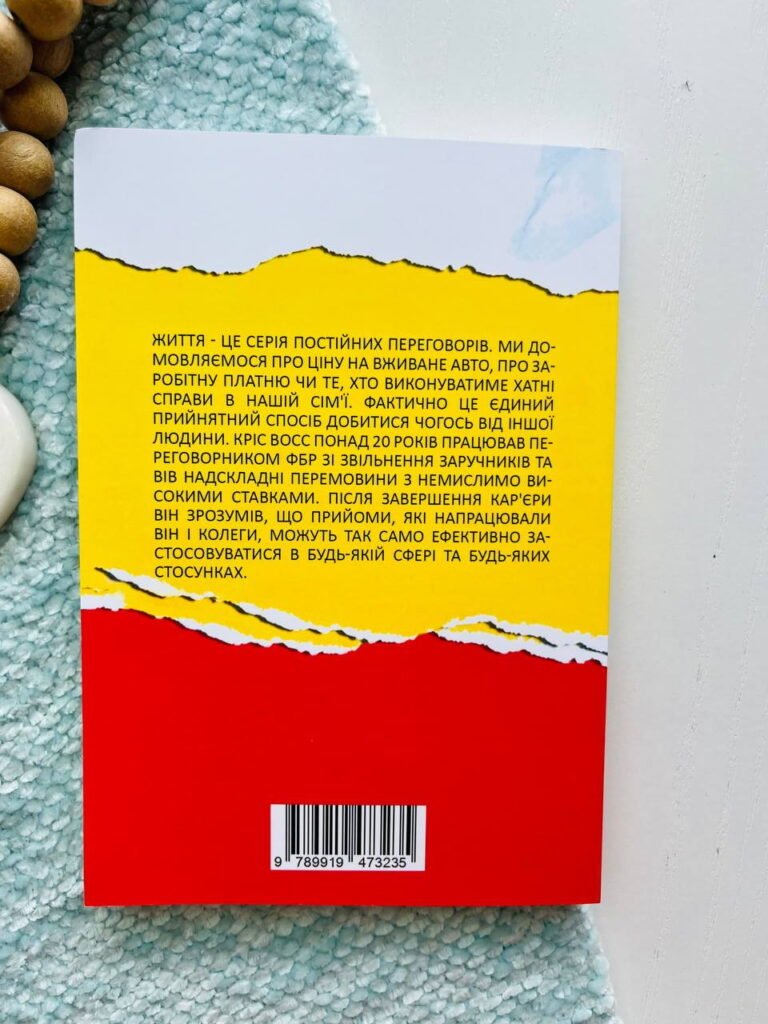 ЖИТТЯ - ЦЕ СЕРІЯ ПОСТІЙНИХ ПЕРЕГОВОРІВ. МИ ДО-
МОВЛЯЄМОСЯ ПРО ЦІНУ НА ВЖИВАНЕ АВТО, ПРО ЗА-
РОБІТНУ ПЛАТНЮ ЧИ ТЕ, ХТО ВИКОНУВАТИМЕ ХАТНІ
СПРАВИ В НАШІЙ СІМ'Ї. ФАКТИЧНО ЦЕ ЄДИНИЙ
ПРИЙНЯТНИЙ СПОСІБ ДОБИТИСЯ ЧОГОСЬ ВІД ІНШОЇ
ЛЮДИНИ. КРІС ВОСС ПОНАД 20 РОКІВ ПРАЦЮВАВ ПЕ-
РЕГОВОРНИКОМ ФБР ЗІ ЗВІЛЬНЕННЯ ЗАРУЧНИКІВ ТА
ВІВ НАДСКЛАДНІ ПЕРЕМОВИНИ З НЕМИСЛИМО ВИ-
СОКИМИ СТАВКАМИ. ПІСЛЯ ЗАВЕРШЕННЯ КАР'ЄРИ
ВІН ЗРОЗУМІВ, ЩО ПРИЙОМИ, ЯКІ НАПРАЦЮВАЛИ
ВІН І КОЛЕГИ, МОЖУТЬ ТАК САМО ЕФЕКТИВНО ЗА-
СТОСОВУВАТИСЯ В БУДЬ-ЯКІЙ СФЕРІ ТА БУДЬ-ЯКИХ
СТОСУНКАХ.
9 789919 473235